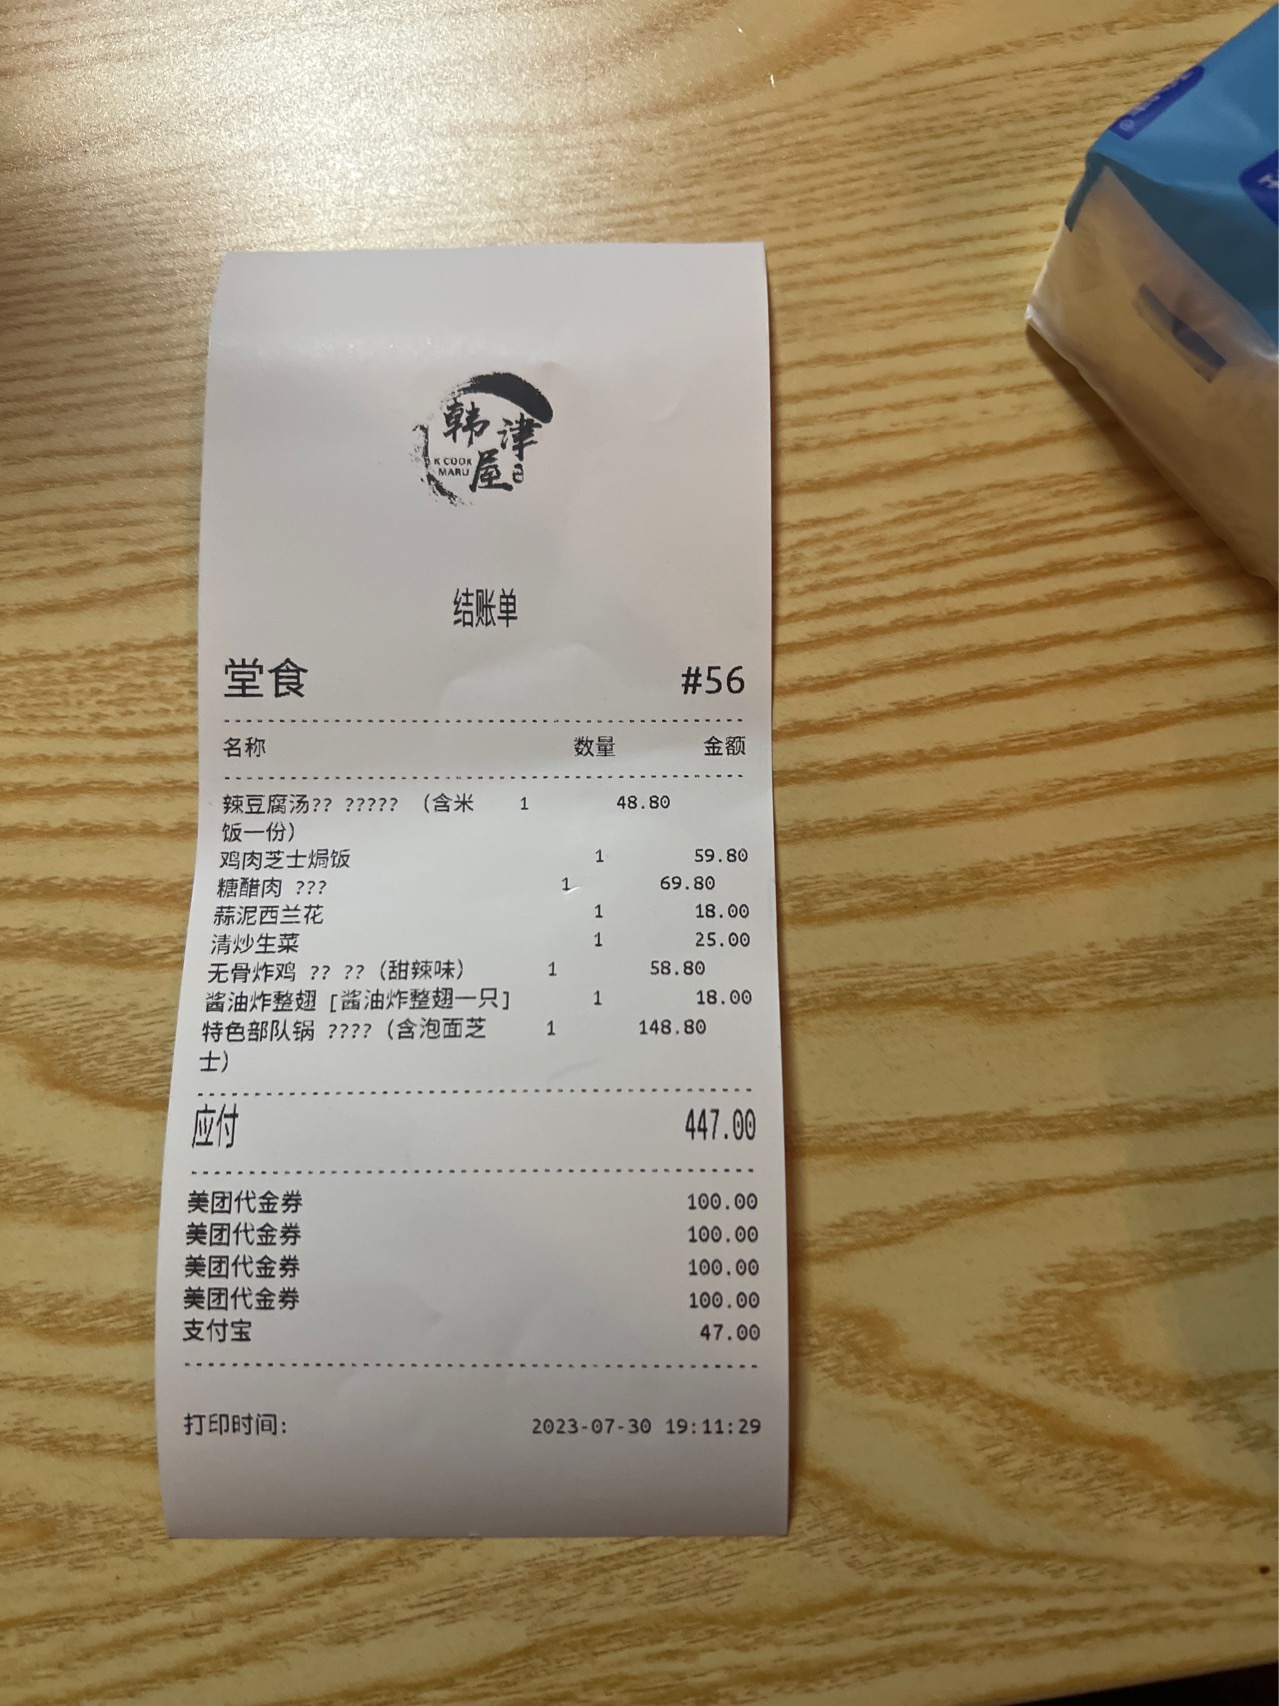 韩津
屋
K COOK
MARU
结账单
堂食 #56
名称 数量 金额
辣豆腐汤?? ????? （含米 1 48.80
饭一份）
鸡肉芝士焗饭 1 59.80
糖醋肉 ??? 1 69.80
蒜泥西兰花 1 18.00
清炒生菜 1 25.00
无骨炸鸡 ?? ??（甜辣味） 1 58.80
酱油炸整翅 [酱油炸整翅一只] 1 18.00
特色部队锅 ????（含泡面芝 1 148.80
士）
应付 447.00
美团代金券 100.00
美团代金券 100.00
美团代金券 100.00
美团代金券 100.00
支付宝 47.00
打印时间: 2023-07-30 19:11:29